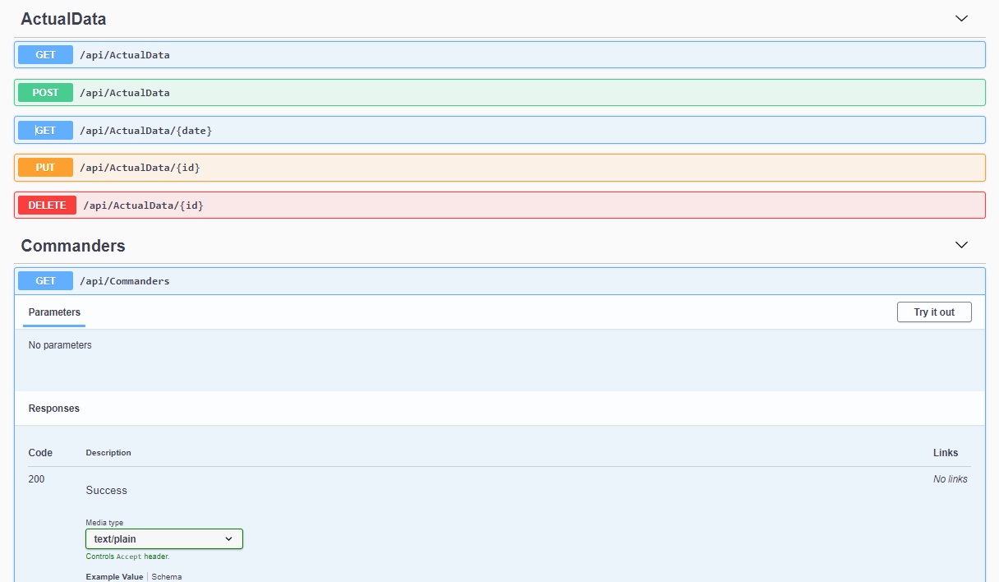 ActualData
GET /api/ActualData
POST /api/ActualData
GET /api/ActualData/{date}
PUT /api/ActualData/{id}
DELETE /api/ActualData/{id}
Commanders
GET /api/Commanders
Parameters Try it out
No parameters
Responses
Code Description Links
200 No links
Success
Media type
text/plain
Controls Accept header.
Example Value | Schema